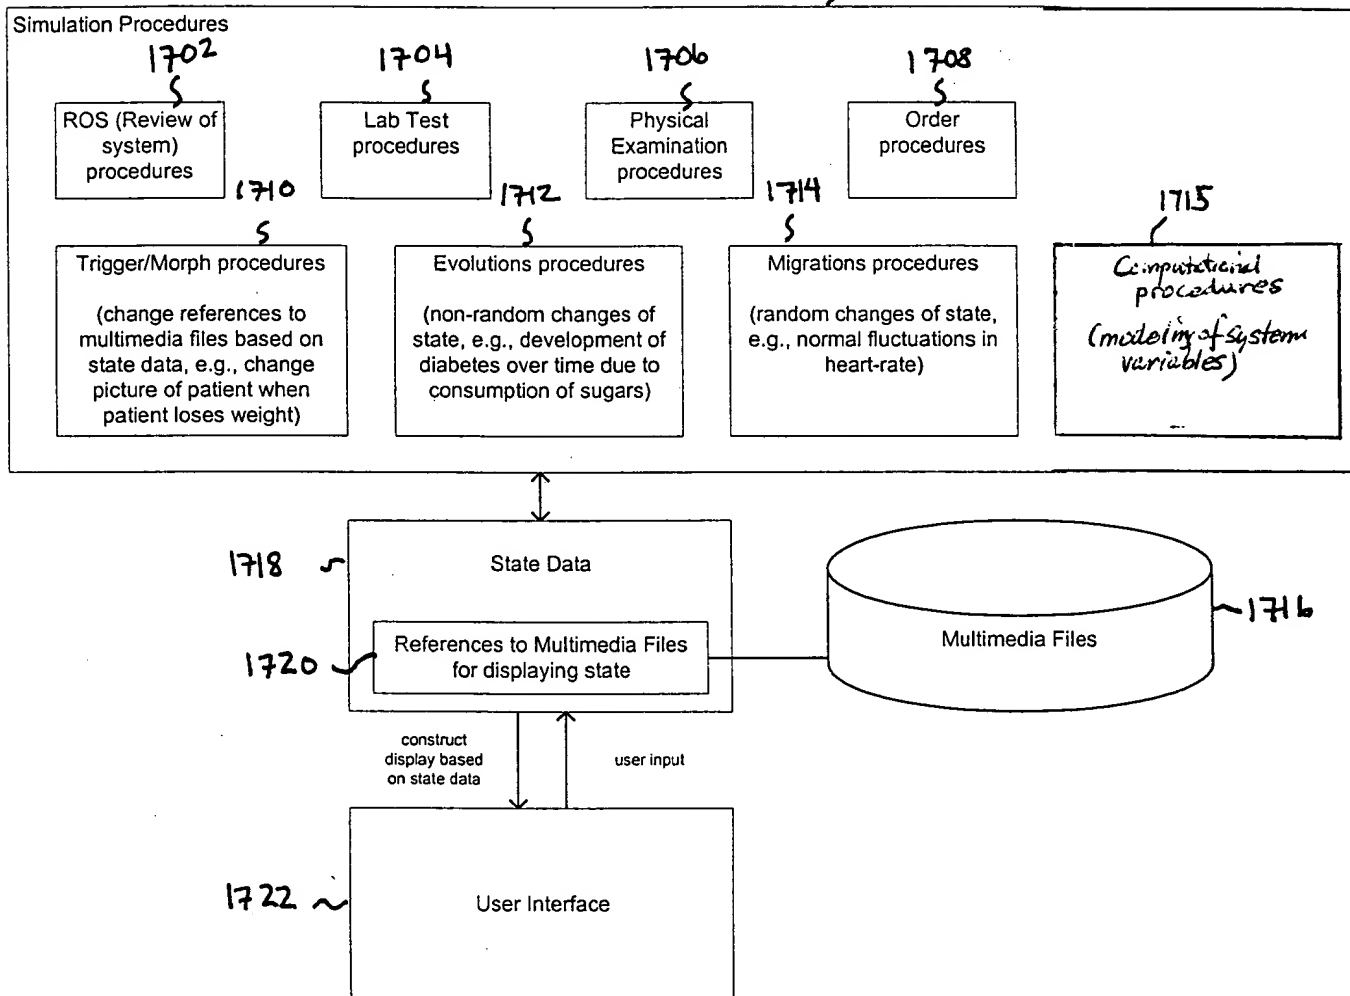 Simulation Procedures
1702
1704
1706
1708
ROS (Review of
system)
procedures
Lab Test
procedures
Physical
Examination
procedures
Order
procedures
1710
1712
1714
1715
Trigger/Morph procedures
(change references to
multimedia files based on
state data, e.g., change
picture of patient when
patient loses weight)
Evolutions procedures
(non-random changes of
state, e.g., development of
diabetes over time due to
consumption of sugars)
Migrations procedures
(random changes of state,
e.g., normal fluctuations in
heart-rate)
Computational
procedures
(modeling of system
variables)
1718
State Data
1720
References to Multimedia Files
for displaying state
Multimedia Files
1716
construct
display based
on state data
user input
1722
User Interface